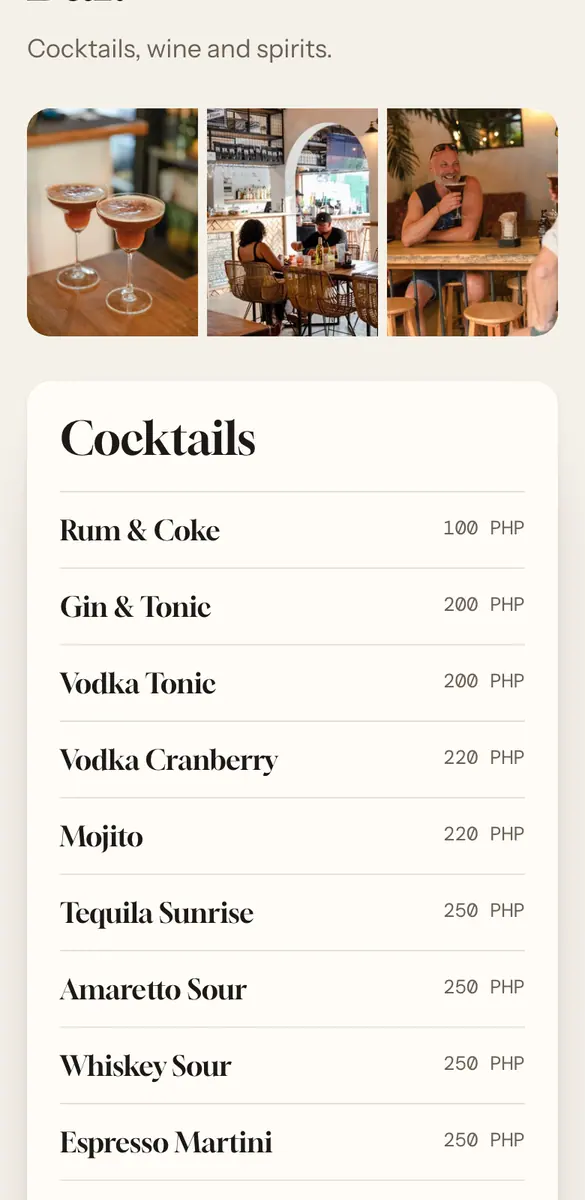 Cocktails, wine and spirits.
Cocktails
Rum & Coke 100 PHP
Gin & Tonic 200 PHP
Vodka Tonic 200 PHP
Vodka Cranberry 220 PHP
Mojito 220 PHP
Tequila Sunrise 250 PHP
Amaretto Sour 250 PHP
Whiskey Sour 250 PHP
Espresso Martini 250 PHP